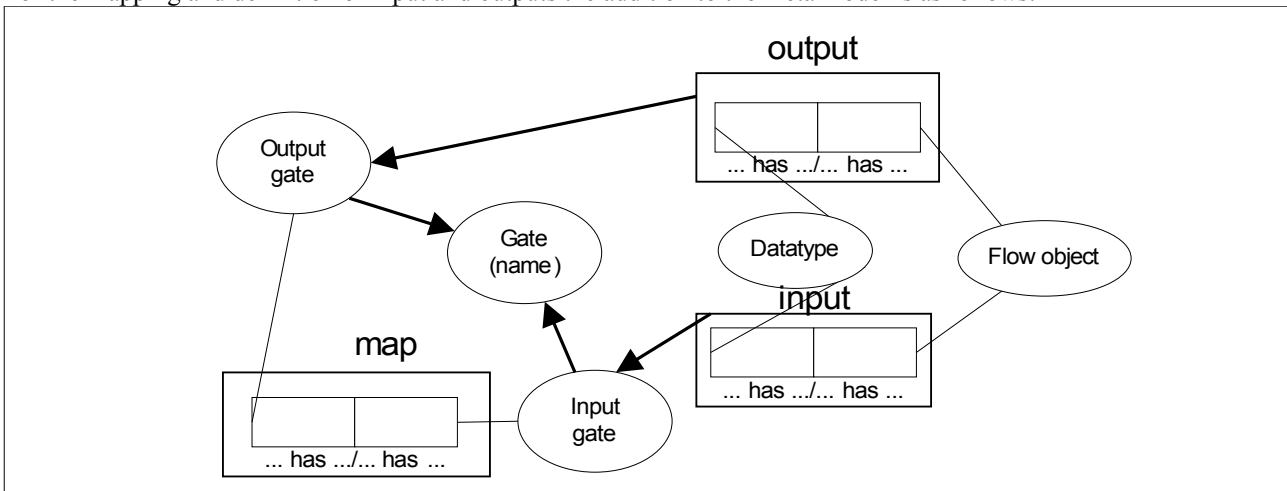 output
Output
gate
... has .../... has ...
Gate
(name)
Datatype
Flow object
input
map
Input
gate
... has .../... has ...
... has .../... has ...